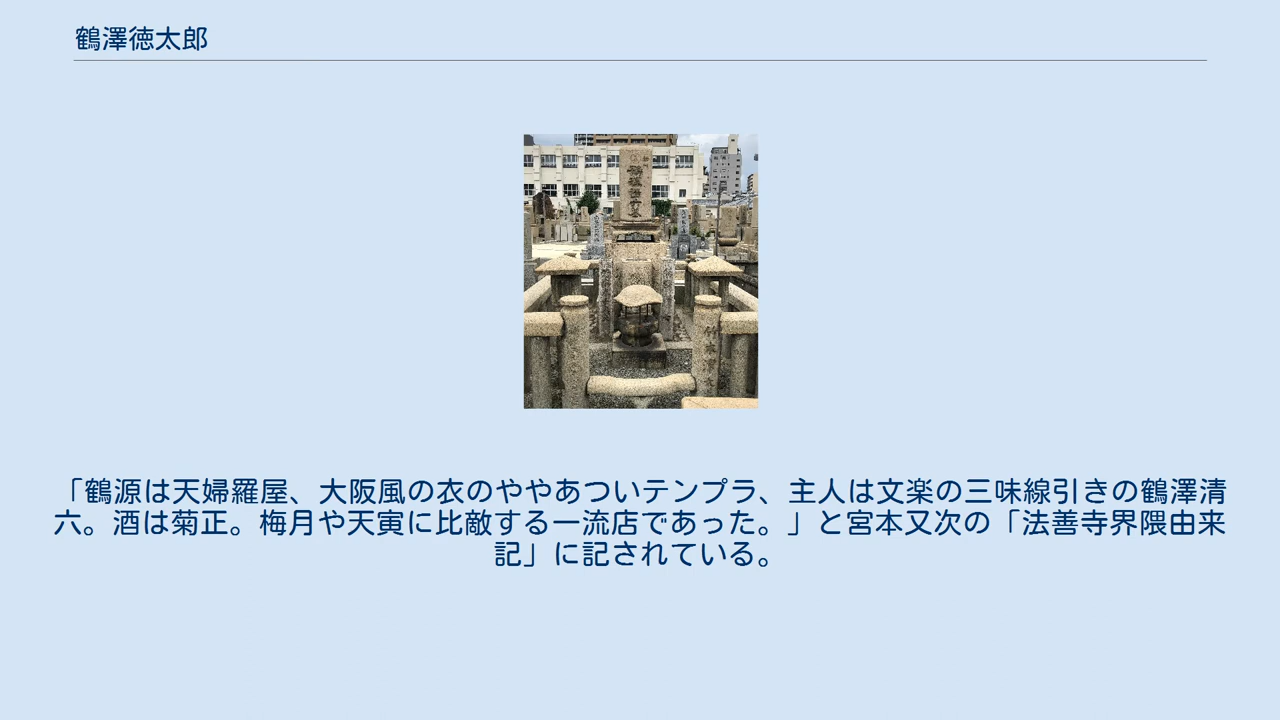 鶴澤徳太郎
「鶴源は天婦羅屋、大阪風の衣のややあついテンプラ、主人は文楽の三味線引きの鶴澤清
六。酒は菊正。梅月や天寅に比敵する一流店であった。」と宮本又次の「法善寺界隈由来
記」に記されている。